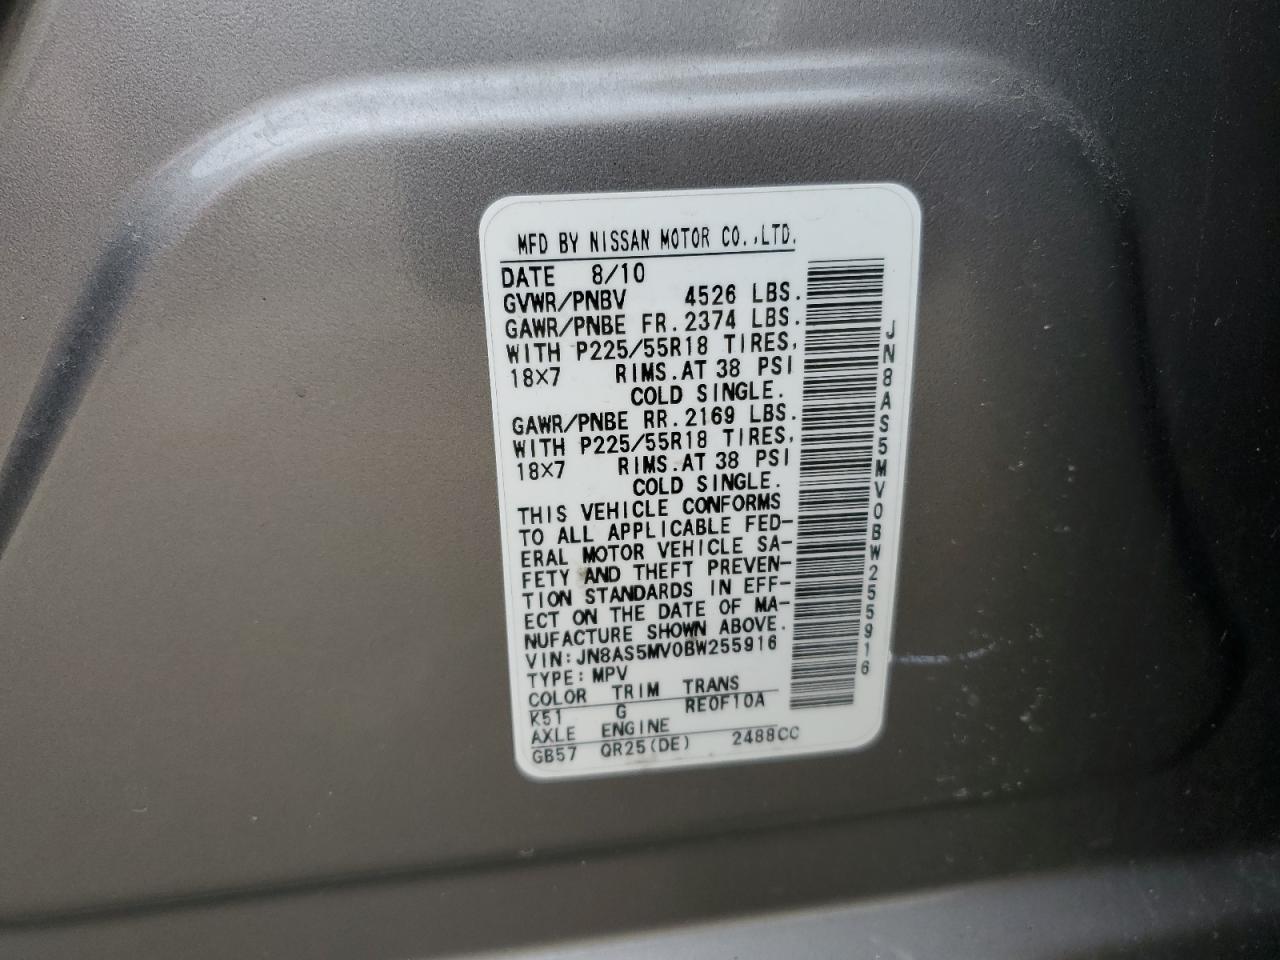 MFD BY NISSAN MOTOR CO.,LTD.
DATE 8/10
GVWR/PNBV 4526 LBS.
GAWR/PNBE FR.2374 LBS.
WITH P225/55R18 TIRES,
18X7 RIMS.AT 38 PSI
COLD SINGLE.
GAWR/PNBE RR.2169 LBS.
WITH P225/55R18 TIRES,
18X7 RIMS.AT 38 PSI
COLD SINGLE.
THIS VEHICLE CONFORMS
TO ALL APPLICABLE FED-
ERAL MOTOR VEHICLE SA-
FETY AND THEFT PREVEN-
TION STANDARDS IN EFF-
ECT ON THE DATE OF MA-
NUFACTURE SHOWN ABOVE.
VIN:JN8AS5MV0BW255916
TYPE:MPV
COLOR TRIM TRANS
K51 G RE0F10A
AXLE ENGINE
GB57 QR25(DE) 2488CC
JN8AS5MV0BW255916